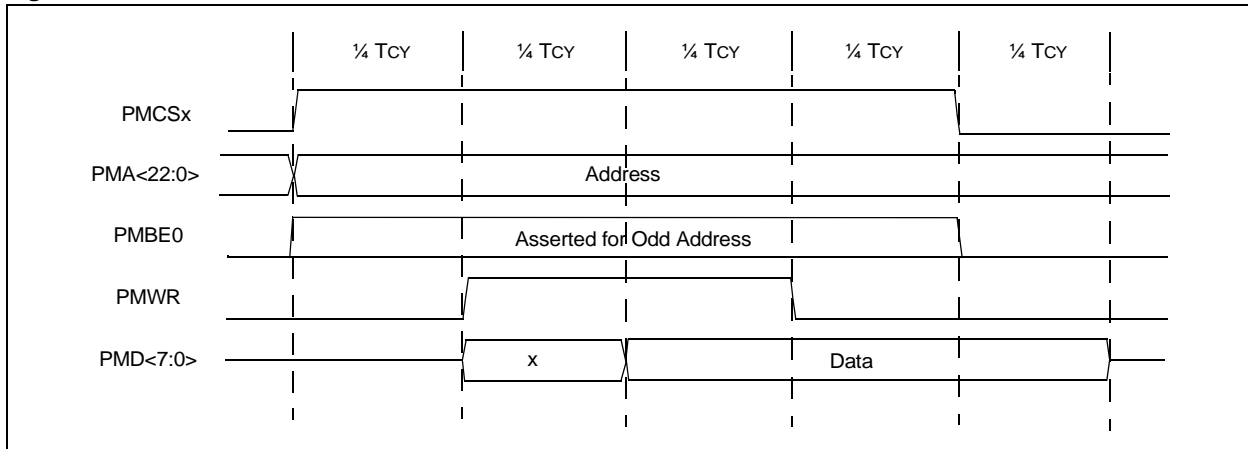 ¼ TCY ¼ TCY ¼ TCY ¼ TCY ¼ TCY
PMCSx
PMA<22:0> Address
PMBE0 Asserted for Odd Address
PMWR
PMD<7:0> x Data